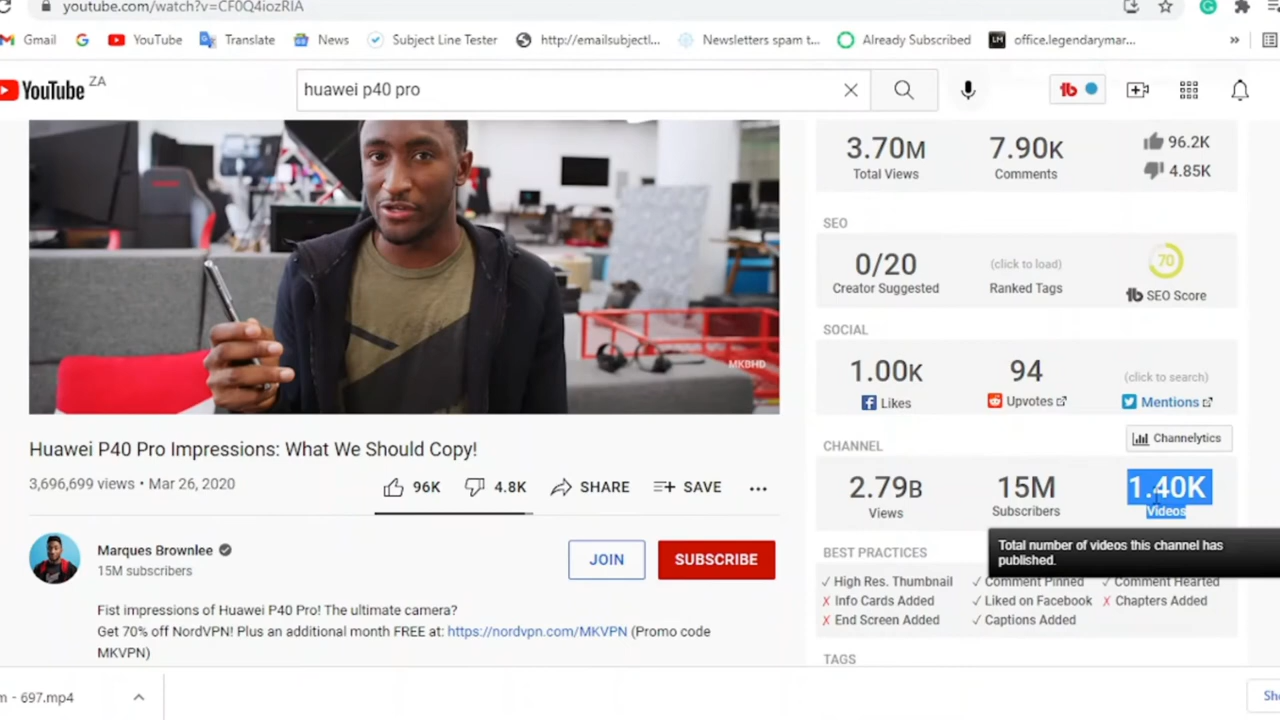 youtube.com/watch?v=CF0Q4iozRIA
Gmail YouTube Translate News Subject Line Tester http://emailsubjectl... Newsletters spam t... Already Subscribed LH office.legendarymar... »
YouTube ZA
huawei p40 pro
3.70M 7.90K 96.2K
Total Views Comments 4.85K
SEO
0/20 (click to load) 70
Creator Suggested Ranked Tags SEO Score
SOCIAL
1.00K 94 (click to search)
Likes Upvotes Mentions
CHANNEL Channelytics
2.79B 15M 1.40K
Views Subscribers Videos
Total number of videos this channel has
published.
BEST PRACTICES
✓ High Res. Thumbnail ✓ Comment Pinned ✓ Comment Hearted
✗ Info Cards Added ✓ Liked on Facebook ✗ Chapters Added
✗ End Screen Added ✓ Captions Added
TAGS
MKBHD
Huawei P40 Pro Impressions: What We Should Copy!
3,696,699 views • Mar 26, 2020 96K 4.8K SHARE SAVE ...
Marques Brownlee
15M subscribers
JOIN SUBSCRIBE
Fist impressions of Huawei P40 Pro! The ultimate camera?
Get 70% off NordVPN! Plus an additional month FREE at: https://nordvpn.com/MKVPN (Promo code
MKVPN)
m - 697.mp4